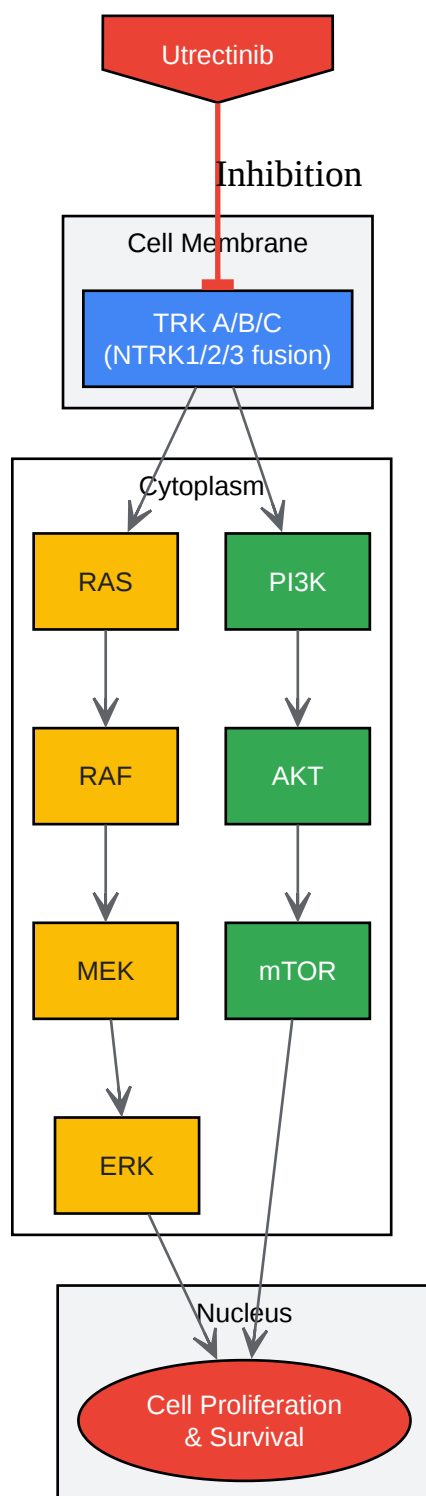 Utrectinib
Inhibition
Cell Membrane
TRK A/B/C
(NTRK1/2/3 fusion)
Cytoplasm
RAS
PI3K
RAF
AKT
MEK
mTOR
ERK
Nucleus
Cell Proliferation
& Survival